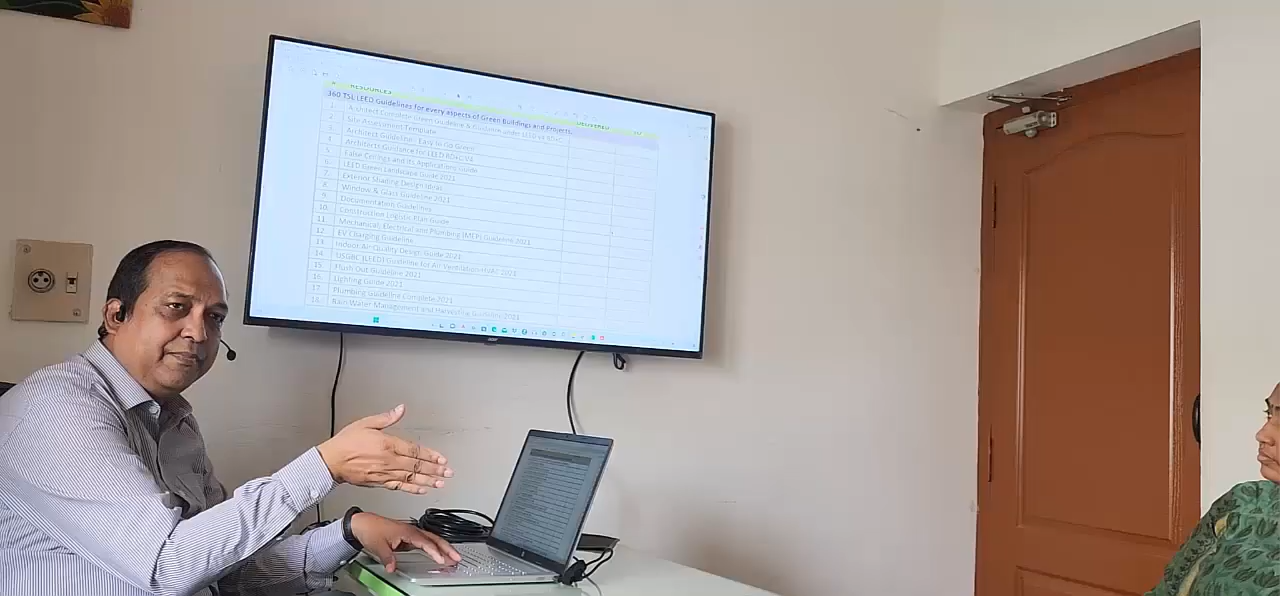 # RESOURCES DELIVERED
360 TSL LEED Guidelines for every aspects of Green Buildings and Projects.
1. Architect Complete Green Guideline & Guidance under LEED v4 BD+C
2. Site Assessment Template
3. Architect Guideline - Easy to Go Green
4. Architects Guidance for LEED BD+C V4
5. False Ceilings and its Applications Guide
6. LEED Green Landscape Guide 2021
7. Exterior Shading Design Ideas
8. Window & Glass Guideline 2021
9. Documentation Guidelines
10. Construction Logistic Plan Guide
11. Mechanical, Electrical and Plumbing (MEP) Guideline 2021
12. EV Charging Guideline
13. Indoor Air Quality Design Guide 2021
14. USGBC (LEED) Guideline for Air Ventilation-HVAC 2021
15. Flush Out Guideline 2021
16. Lighting Guide 2021
17. Plumbing Guideline Complete 2021
18. Rain Water Management and Harvesting Guideline 2021